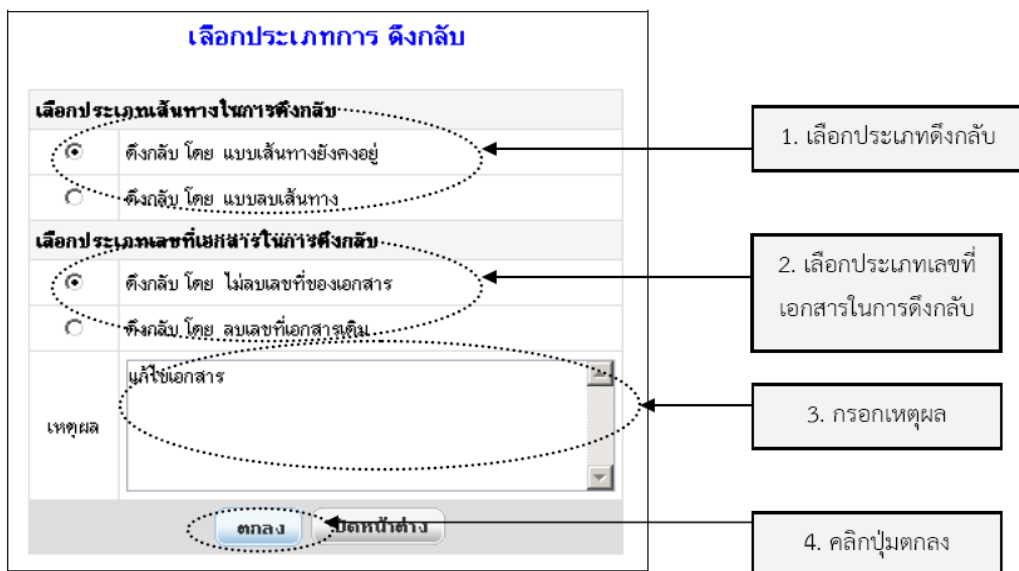 เลือกประเภทการ ดึงกลับ
เลือกประเภทเส้นทางในการดึงกลับ
ดึงกลับ โดย แบบเส้นทางยังคงอยู่
ดึงกลับ โดย แบบลบเส้นทาง
เลือกประเภทเลขที่เอกสารในการดึงกลับ
ดึงกลับ โดย ไม่ลบเลขที่ของเอกสาร
ดึงกลับ โดย ลบเลขที่เอกสารเดิม
เหตุผล
แก้ไขเอกสาร
ตกลง
ปิดหน้าต่าง
1. เลือกประเภทดึงกลับ
2. เลือกประเภทเลขที่
เอกสารในการดึงกลับ
3. กรอกเหตุผล
4. คลิกปุ่มตกลง